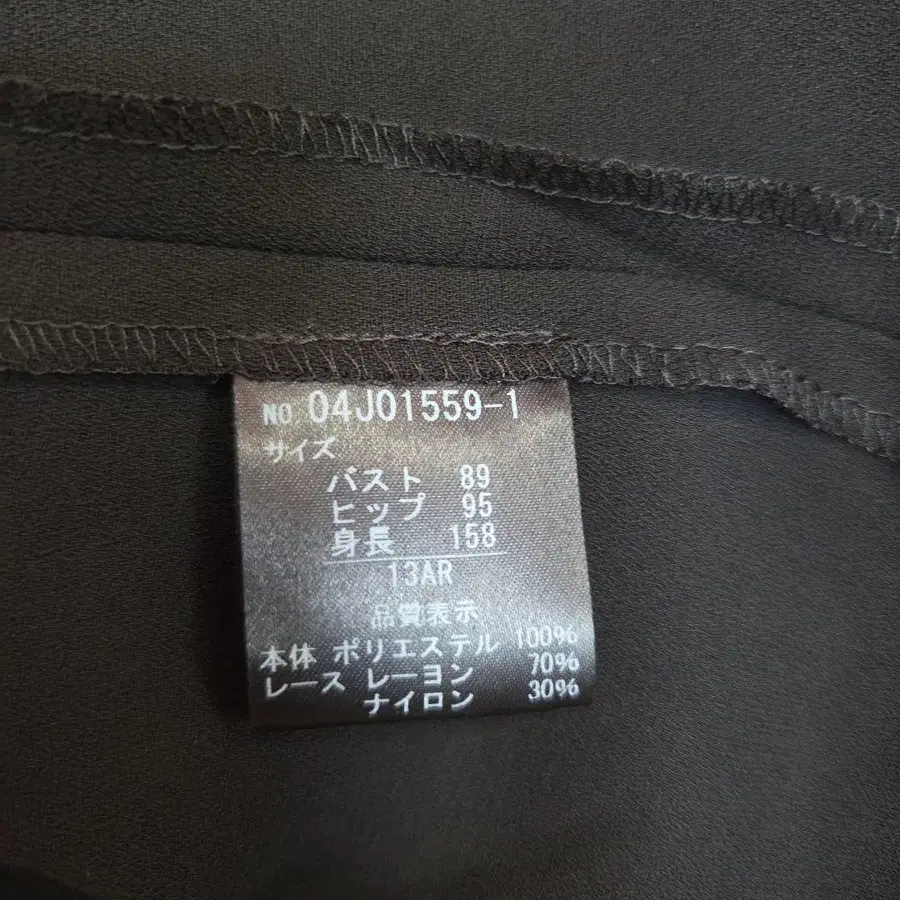 NO 04J01559-1
サイズ
バスト 89
ヒップ 95
身長 158
13AR
品質表示
本体 ポリエステル 100%
レース レーヨン 70%
ナイロン 30%